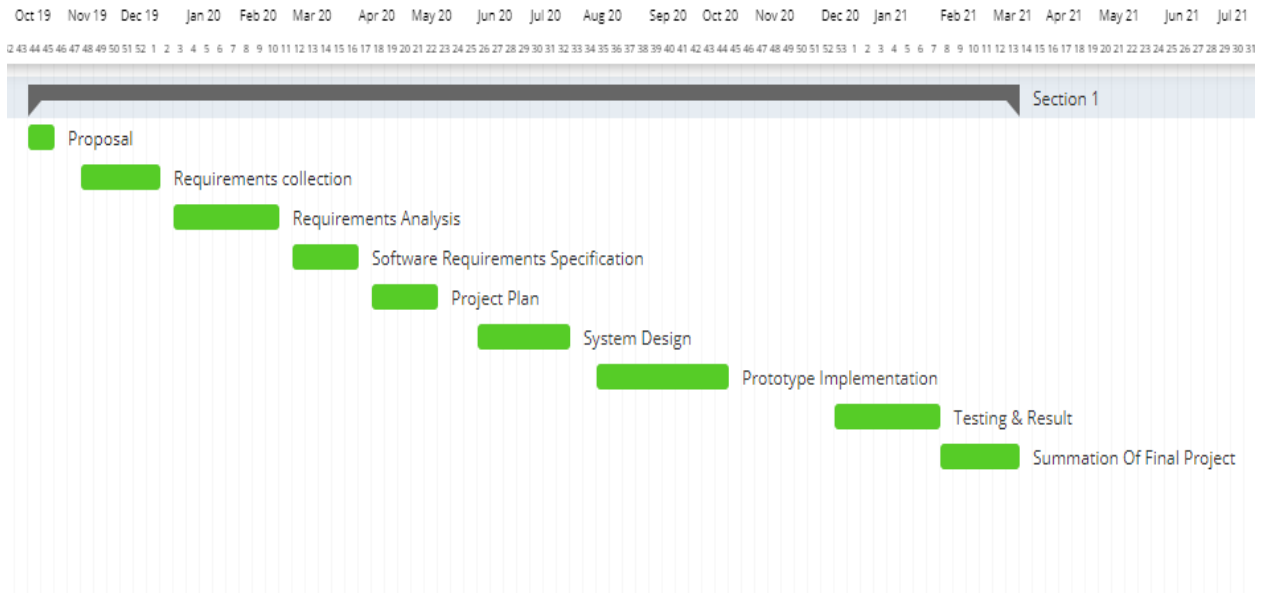 Oct 19 Nov 19 Dec 19 Jan 20 Feb 20 Mar 20 Apr 20 May 20 Jun 20 Jul 20 Aug 20 Sep 20 Oct 20 Nov 20 Dec 20 Jan 21 Feb 21 Mar 21 Apr 21 May 21 Jun 21 Jul 21
2 43 44 45 46 47 48 49 50 51 52 1 2 3 4 5 6 7 8 9 10 11 12 13 14 15 16 17 18 19 20 21 22 23 24 25 26 27 28 29 30 31 32 33 34 35 36 37 38 39 40 41 42 43 44 45 46 47 48 49 50 51 52 53 1 2 3 4 5 6 7 8 9 10 11 12 13 14 15 16 17 18 19 20 21 22 23 24 25 26 27 28 29 30 31
Section 1
Proposal
Requirements collection
Requirements Analysis
Software Requirements Specification
Project Plan
System Design
Prototype Implementation
Testing & Result
Summation Of Final Project